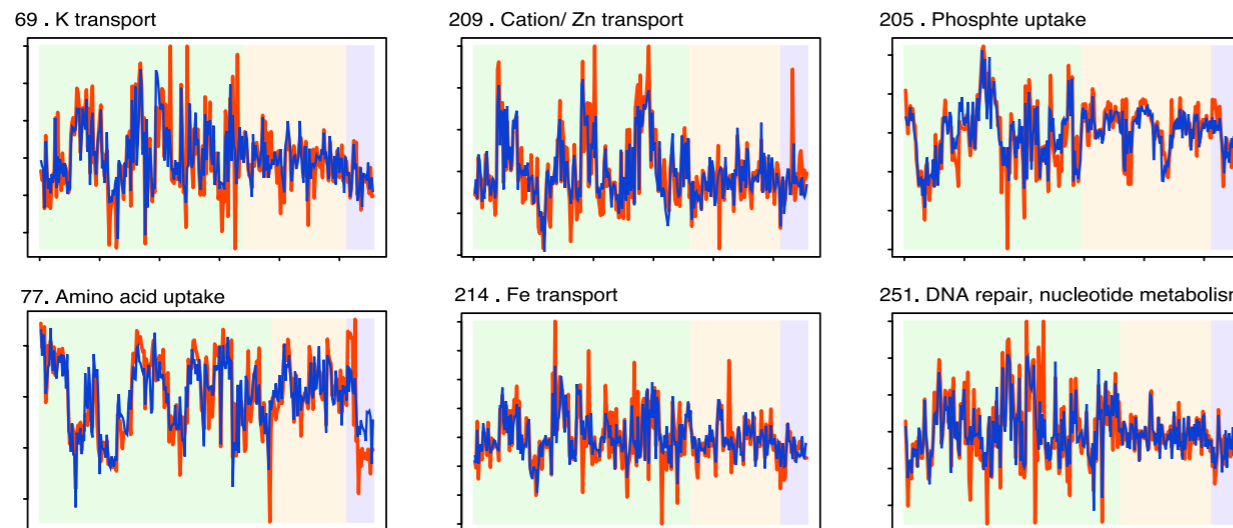 69 . K transport
209 . Cation/ Zn transport
205 . Phosphte uptake
77. Amino acid uptake
214 . Fe transport
251. DNA repair, nucleotide metabolism